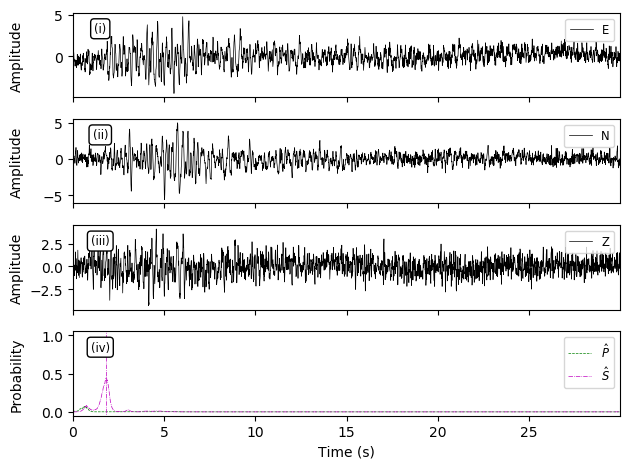 5
0
Amplitude
(i)
E
5
0
−5
Amplitude
(ii)
N
2.5
0.0
−2.5
Amplitude
(iii)
Z
1.0
0.5
0.0
Probability
(iv)
P̂
Ŝ
0 5 10 15 20 25
Time (s)